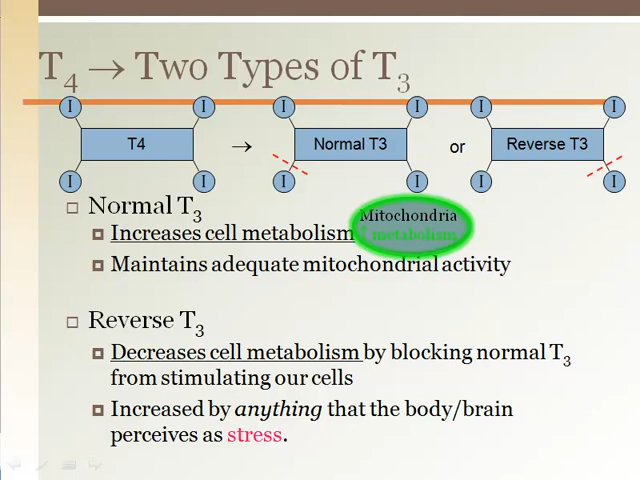 T4 → Two Types of T3
I I I I I I
T4 → Normal T3 or Reverse T3
I I I I I I
Normal T3
Increases cell metabolism
Mitochondria
↑ metabolism
Maintains adequate mitochondrial activity
Reverse T3
Decreases cell metabolism by blocking normal T3
from stimulating our cells
Increased by anything that the body/brain
perceives as stress.